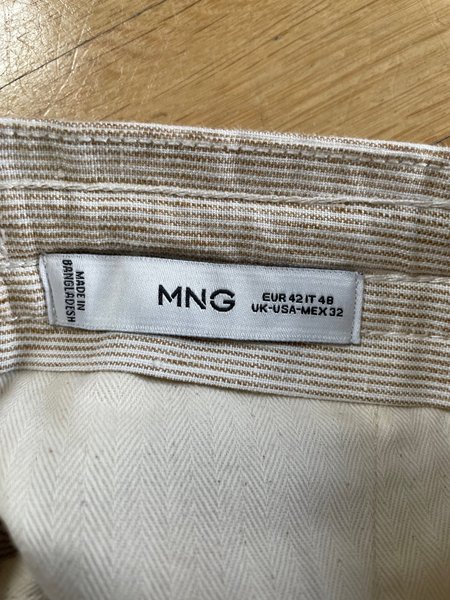 MADE IN
BANGLADESH
MNG
EUR 42 IT 48
UK-USA-MEX 32